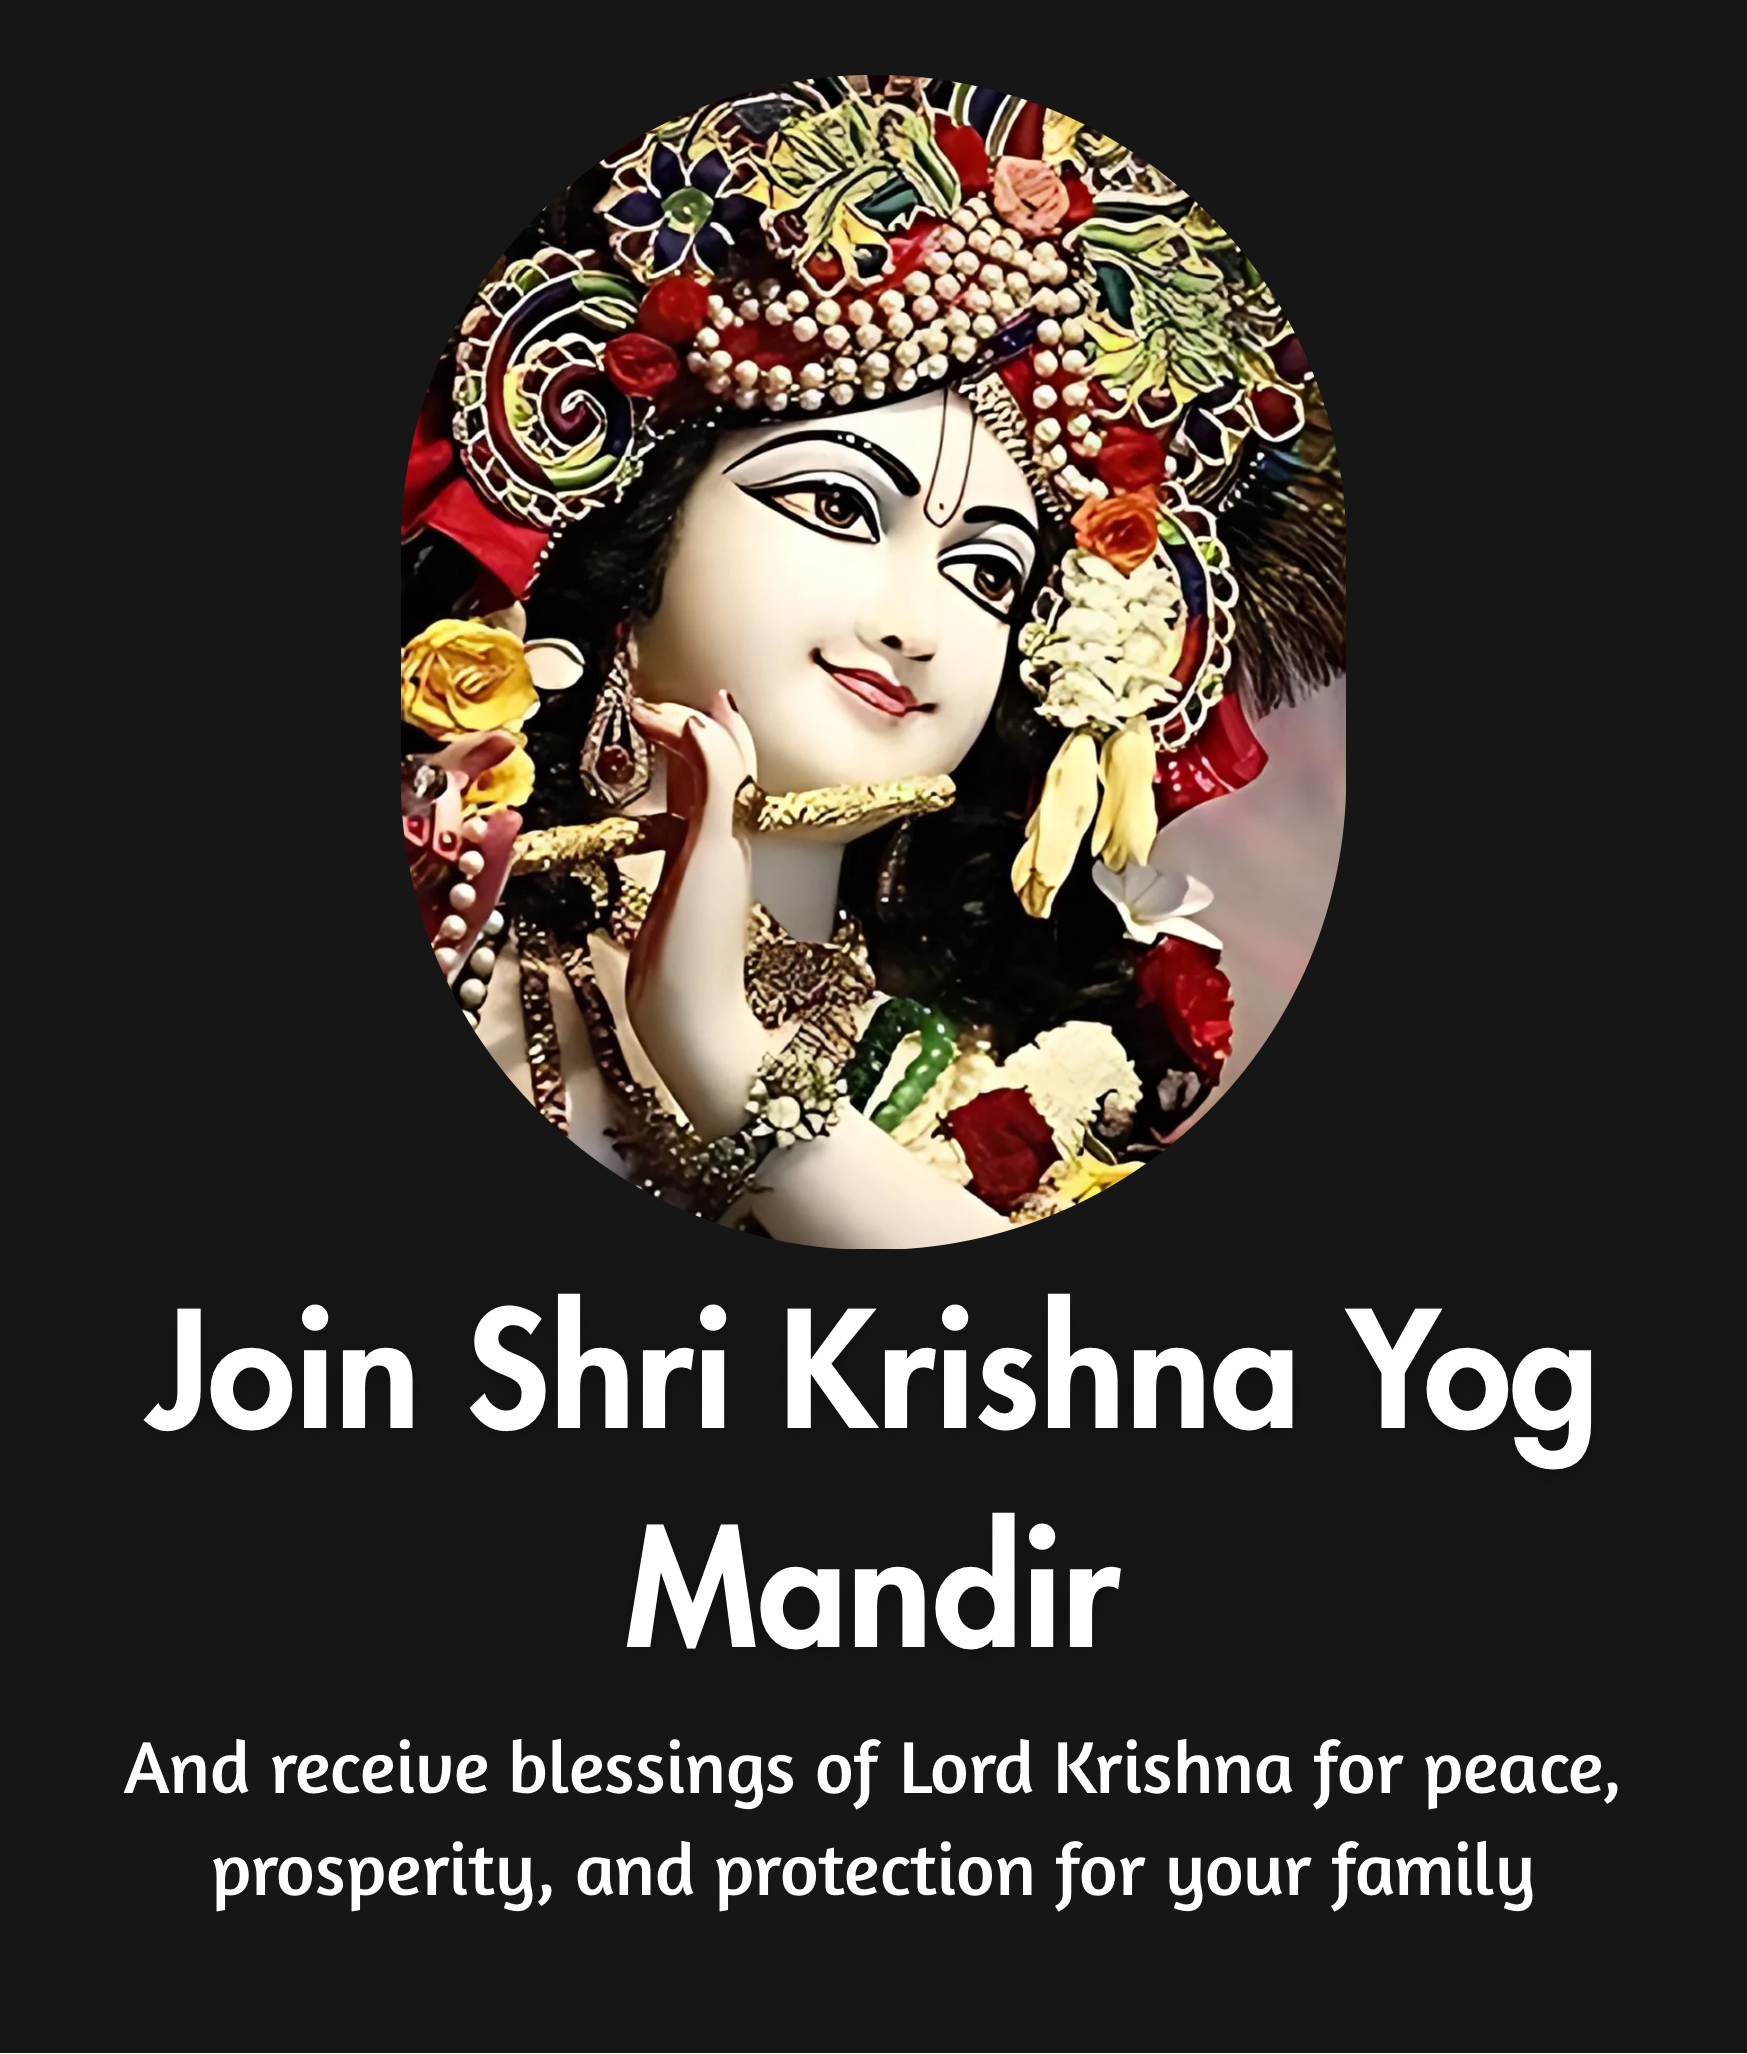 Join Shri Krishna Yog
Mandir
And receive blessings of Lord Krishna for peace,
prosperity, and protection for your family